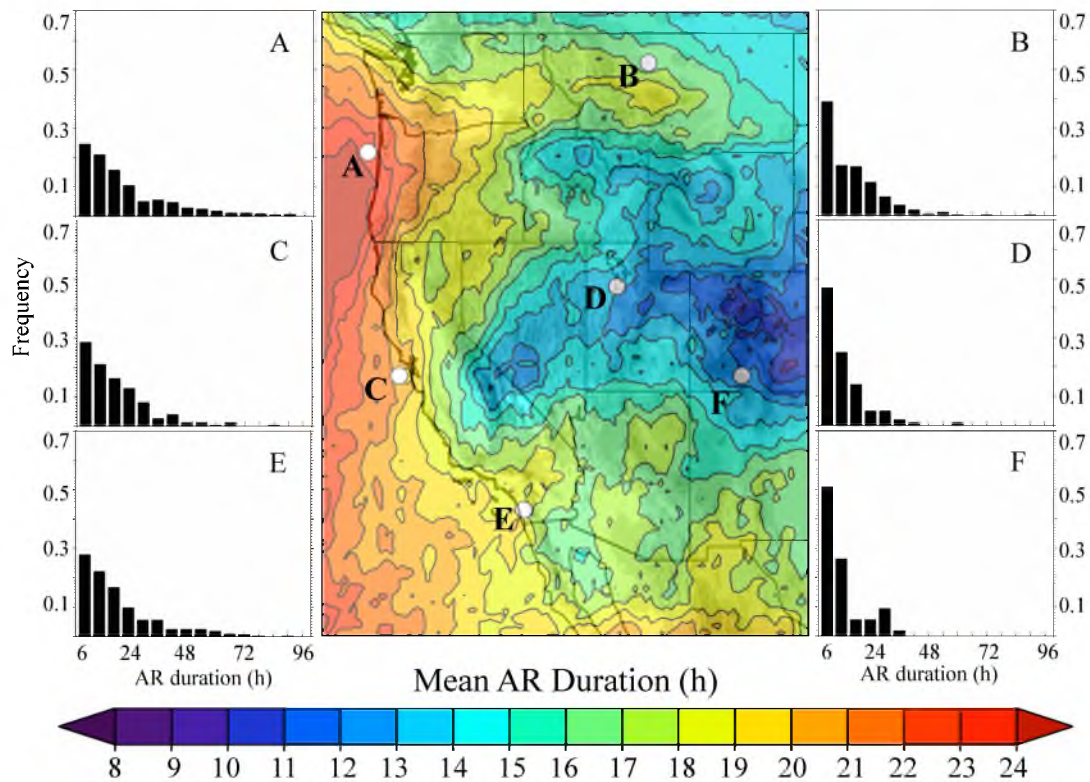 0.7
0.5
0.3
0.1
A
0.7
0.5
0.3
0.1
C
0.7
0.5
0.3
0.1
E
6 24 48 72 96
AR duration (h)
Frequency
A
B
C
D
E
F
B
0.7
0.5
0.3
0.1
D
0.7
0.5
0.3
0.1
F
0.7
0.5
0.3
0.1
6 24 48 72 96
AR duration (h)
Mean AR Duration (h)
8 9 10 11 12 13 14 15 16 17 18 19 20 21 22 23 24